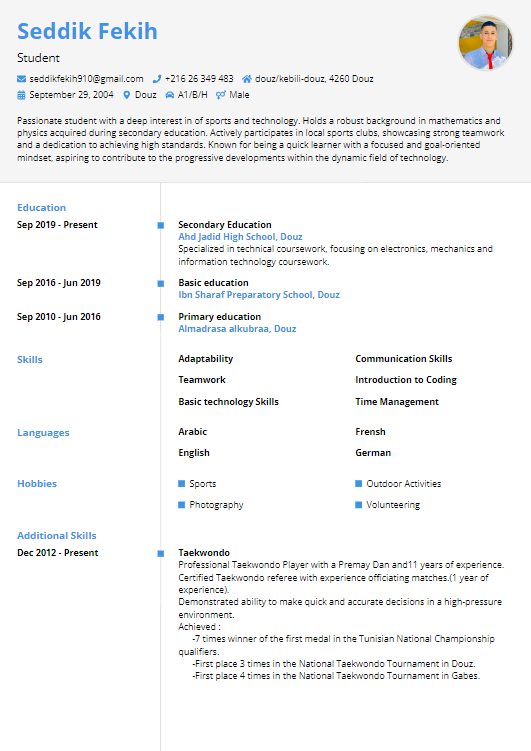 Seddik Fekih
Student
seddikfekih910@gmail.com +216 26 349 483 douz/kebili-douz, 4260 Douz
September 29, 2004 Douz A1/B/H Male
Passionate student with a deep interest in of sports and technology. Holds a robust background in mathematics and
physics acquired during secondary education. Actively participates in local sports clubs, showcasing strong teamwork
and a dedication to achieving high standards. Known for being a quick learner with a focused and goal-oriented
mindset, aspiring to contribute to the progressive developments within the dynamic field of technology.
Education
Sep 2019 - Present
Secondary Education
Ahd Jadid High School, Douz
Specialized in technical coursework, focusing on electronics, mechanics and
information technology coursework.
Sep 2016 - Jun 2019
Basic education
Ibn Sharaf Preparatory School, Douz
Sep 2010 - Jun 2016
Primary education
Almadrasa alkubraa, Douz
Skills
Adaptability
Communication Skills
Teamwork
Introduction to Coding
Basic technology Skills
Time Management
Languages
Arabic
Frensh
English
German
Hobbies
Sports
Outdoor Activities
Photography
Volunteering
Additional Skills
Dec 2012 - Present
Taekwondo
Professional Taekwondo Player with a Premay Dan and11 years of experience.
Certified Taekwondo referee with experience officiating matches.(1 year of
experience).
Demonstrated ability to make quick and accurate decisions in a high-pressure
environment.
Achieved :
-7 times winner of the first medal in the Tunisian National Championship
qualifiers.
-First place 3 times in the National Taekwondo Tournament in Douz.
-First place 4 times in the National Taekwondo Tournament in Gabes.